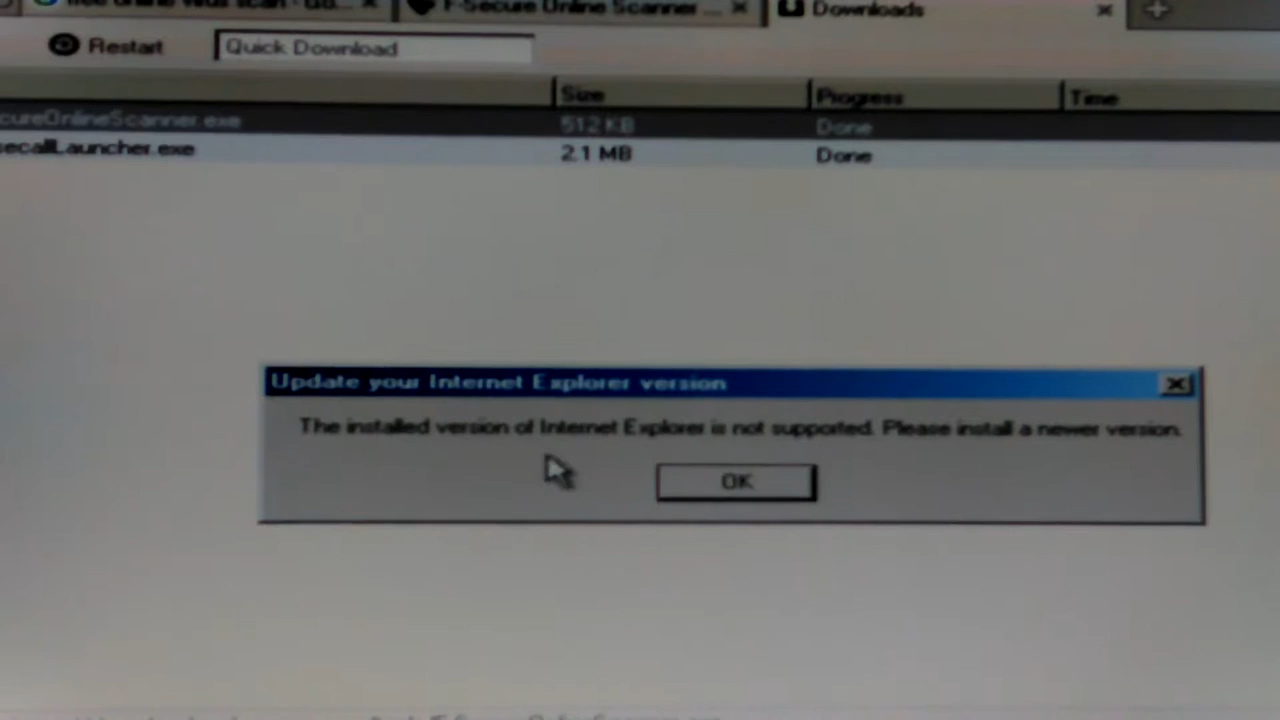 F-Secure Online Scanner ...
Downloads
Restart
Quick Download
Size
Progress
Time
cureOnlineScanner.exe
512 KB
Done
ecallLauncher.exe
2.1 MB
Done
Update your Internet Explorer version
The installed version of Internet Explorer is not supported. Please install a newer version.
OK